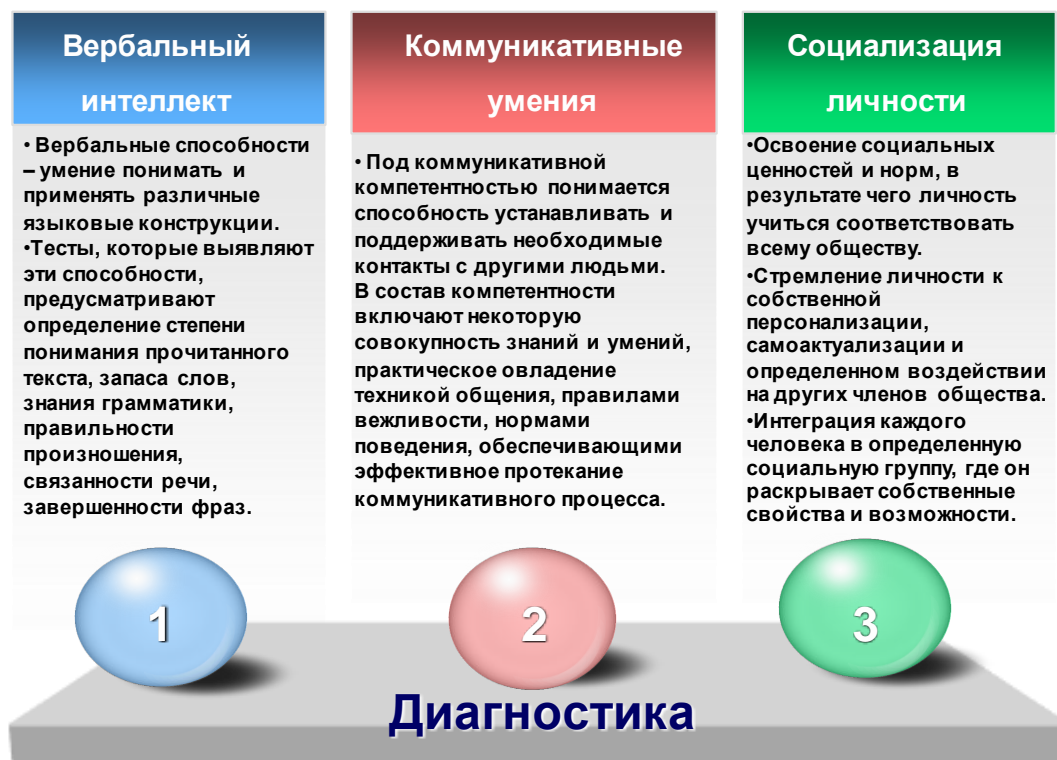 Вербальный
интеллект
• Вербальные способности
– умение понимать и
применять различные
языковые конструкции.
•Тесты, которые выявляют
эти способности,
предусматривают
определение степени
понимания прочитанного
текста, запаса слов,
знания грамматики,
правильности
произношения,
связанности речи,
завершенности фраз.
1
Коммуникативные
умения
• Под коммуникативной
компетентностью понимается
способность устанавливать и
поддерживать необходимые
контакты с другими людьми.
В состав компетентности
включают некоторую
совокупность знаний и умений,
практическое овладение
техникой общения, правилами
вежливости, нормами
поведения, обеспечивающими
эффективное протекание
коммуникативного процесса.
2
Социализация
личности
•Освоение социальных
ценностей и норм, в
результате чего личность
учиться соответствовать
всему обществу.
•Стремление личности к
собственной
персонализации,
самоактуализации и
определенном воздействии
на других членов общества.
•Интеграция каждого
человека в определенную
социальную группу, где он
раскрывает собственные
свойства и возможности.
3
Диагностика